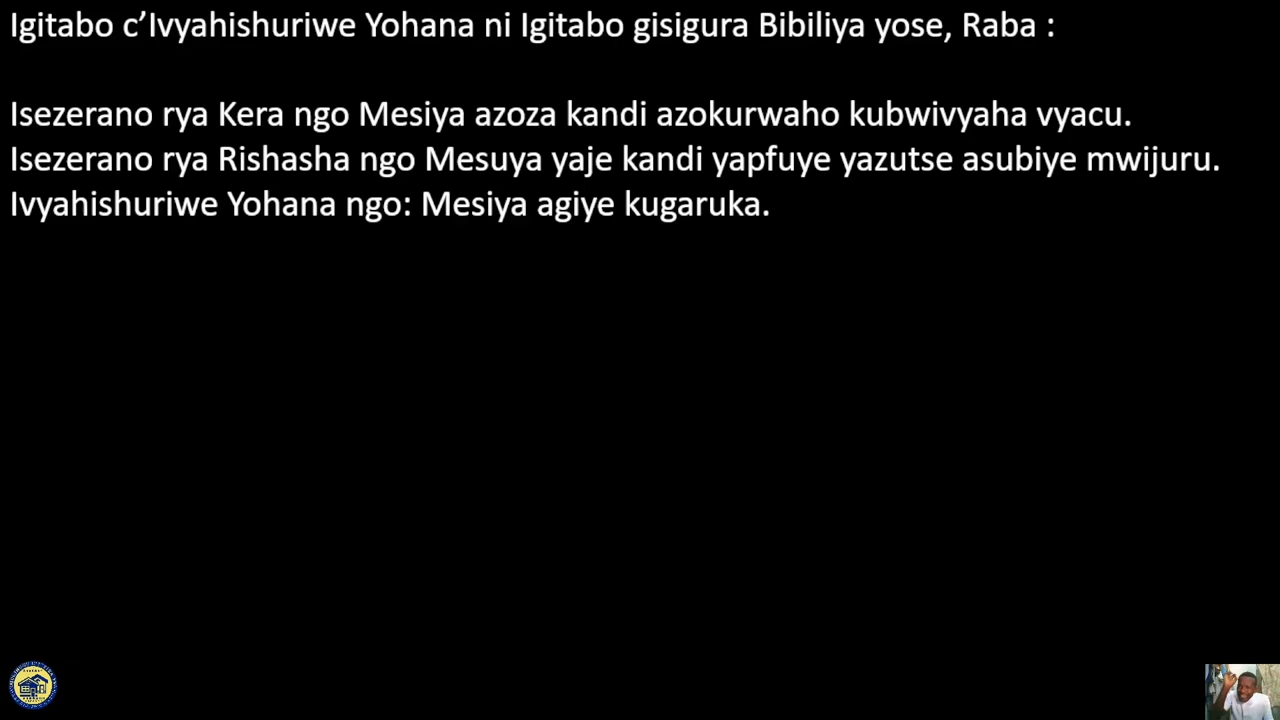 Igitabo c’Ivyahishuriwe Yohana ni Igitabo gisigura Bibiliya yose, Raba :
Isezerano rya Kera ngo Mesiya azoza kandi azokurwaho kubwivyaha vyacu.
Isezerano rya Rishasha ngo Mesuya yaje kandi yapfuye yazutse asubiye mwijuru.
Ivyahishuriwe Yohana ngo: Mesiya agiye kugaruka.